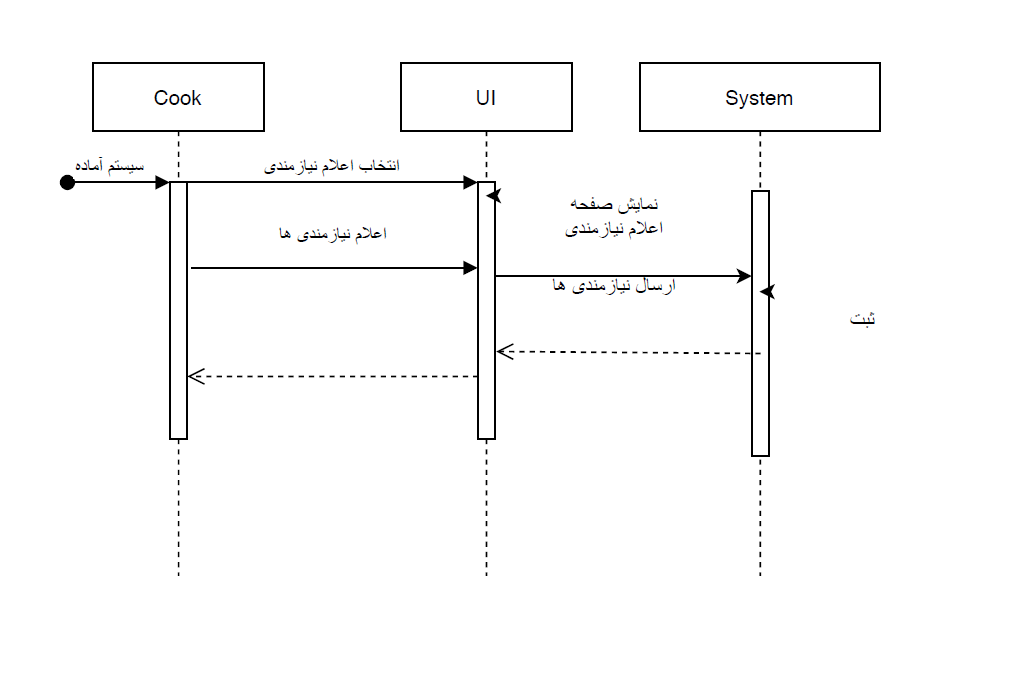 Cook
UI
System
سیستم آماده
انتخاب اعلام نیازمندی
نمایش صفحه
اعلام نیازمندی
اعلام نیازمندی ها
ارسال نیازمندی ها
ثبت